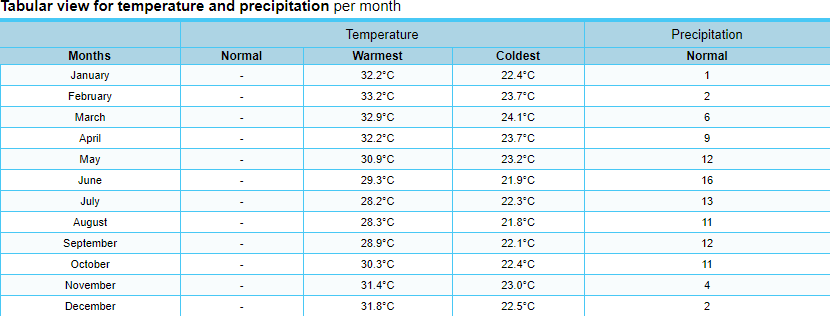 Tabular view for temperature and precipitation per month
Temperature Precipitation
Months Normal Warmest Coldest Normal
January - 32.2°C 22.4°C 1
February - 33.2°C 23.7°C 2
March - 32.9°C 24.1°C 6
April - 32.2°C 23.7°C 9
May - 30.9°C 23.2°C 12
June - 29.3°C 21.9°C 16
July - 28.2°C 22.3°C 13
August - 28.3°C 21.8°C 11
September - 28.9°C 22.1°C 12
October - 30.3°C 22.4°C 11
November - 31.4°C 23.0°C 4
December - 31.8°C 22.5°C 2